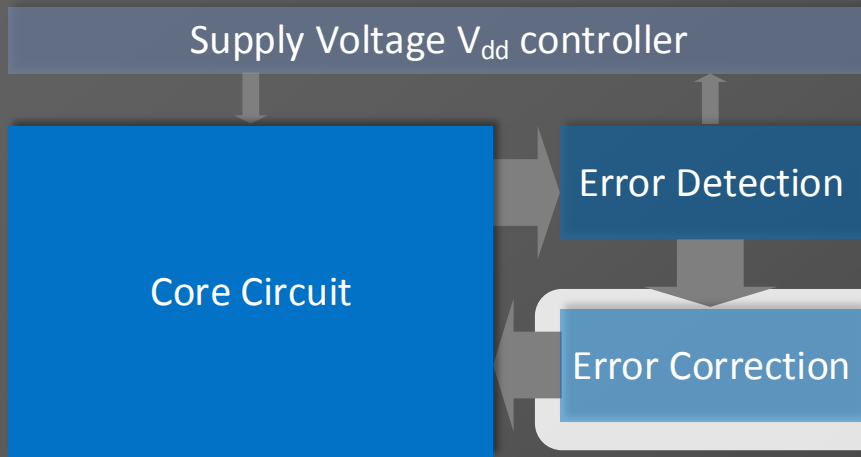 Supply Voltage Vdd controller
Error Detection
Core Circuit
Error Correction